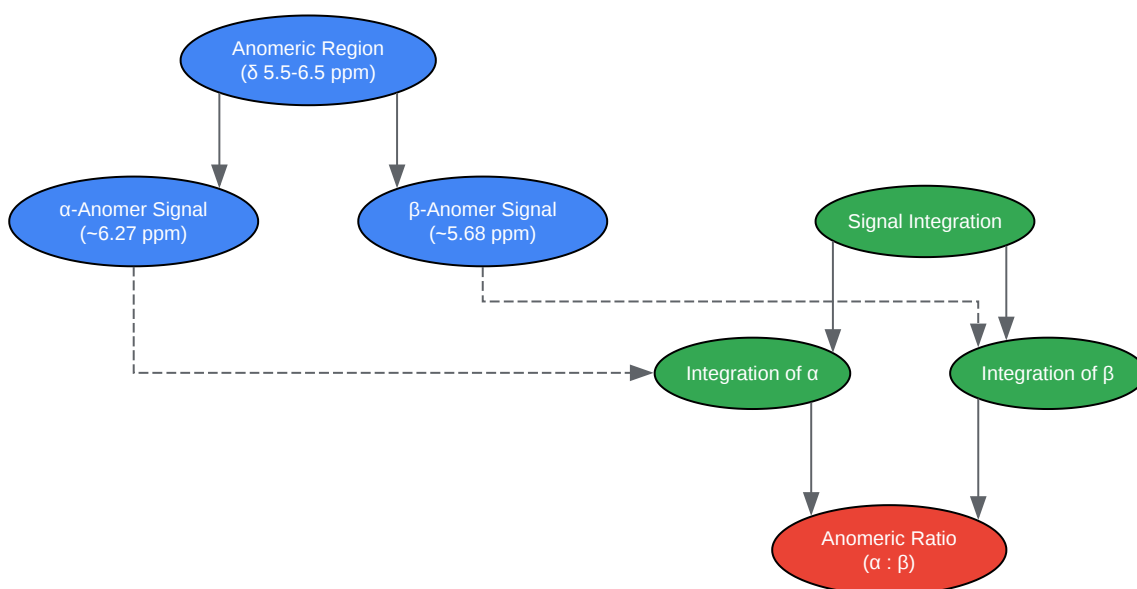 Anomeric Region
(δ 5.5-6.5 ppm)
α-Anomer Signal
(~6.27 ppm)
β-Anomer Signal
(~5.68 ppm)
Signal Integration
Integration of α
Integration of β
Anomeric Ratio
(α : β)